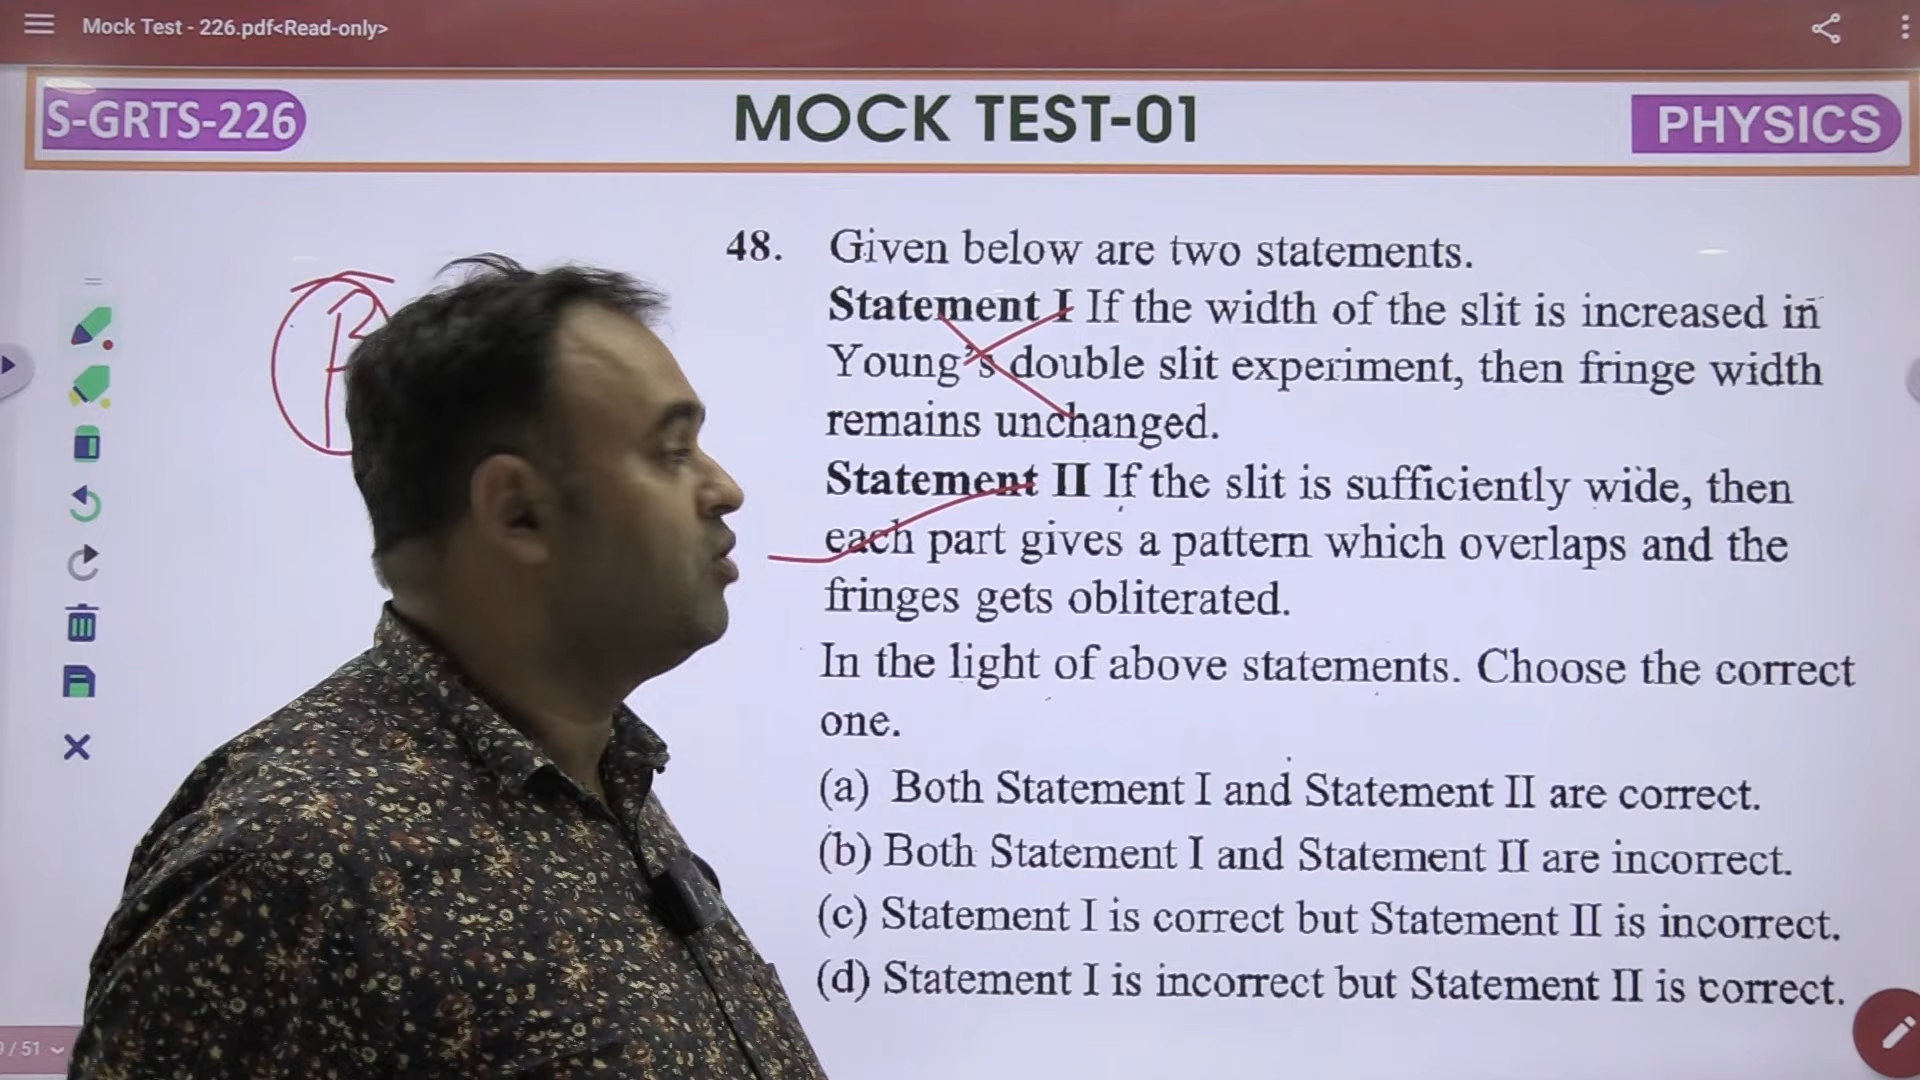 Mock Test - 226.pdf<Read-only>
S-GRTS-226
MOCK TEST-01
PHYSICS
48. Given below are two statements.
Statement I If the width of the slit is increased in
Young's double slit experiment, then fringe width
remains unchanged.
Statement II If the slit is sufficiently wide, then
each part gives a pattern which overlaps and the
fringes gets obliterated.
In the light of above statements. Choose the correct
one.
(a) Both Statement I and Statement II are correct.
(b) Both Statement I and Statement II are incorrect.
(c) Statement I is correct but Statement II is incorrect.
(d) Statement I is incorrect but Statement II is correct.
/ 51